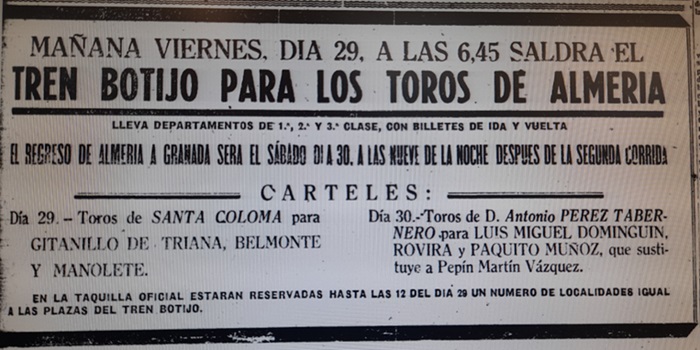 MAÑANA VIERNES, DIA 29, A LAS 6,45 SALDRA EL
TREN BOTIJO PARA LOS TOROS DE ALMERIA
LLEVA DEPARTAMENTOS DE 1.ª, 2.ª Y 3.ª CLASE, CON BILLETES DE IDA Y VUELTA
EL REGRESO DE ALMERIA A GRANADA SERA EL SÁBADO DIA 30, A LAS NUEVE DE LA NOCHE DESPUES DE LA SEGUNDA CORRIDA
CARTELES:
Día 29. - Toros de SANTA COLOMA para
GITANILLO DE TRIANA, BELMONTE
Y MANOLETE.
Día 30.-Toros de D. Antonio PEREZ TABER-
NERO para LUIS MIGUEL DOMINGUIN,
ROVIRA y PAQUITO MUÑOZ, que susti-
tuye a Pepín Martín Vázquez.
EN LA TAQUILLA OFICIAL ESTARAN RESERVADAS HASTA LAS 12 DEL DIA 29 UN NUMERO DE LOCALIDADES IGUAL
A LAS PLAZAS DEL TREN BOTIJO.